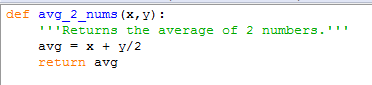 def avg_2_nums(x,y):
    '''Returns the average of 2 numbers.'''
    avg = x + y/2
    return avg